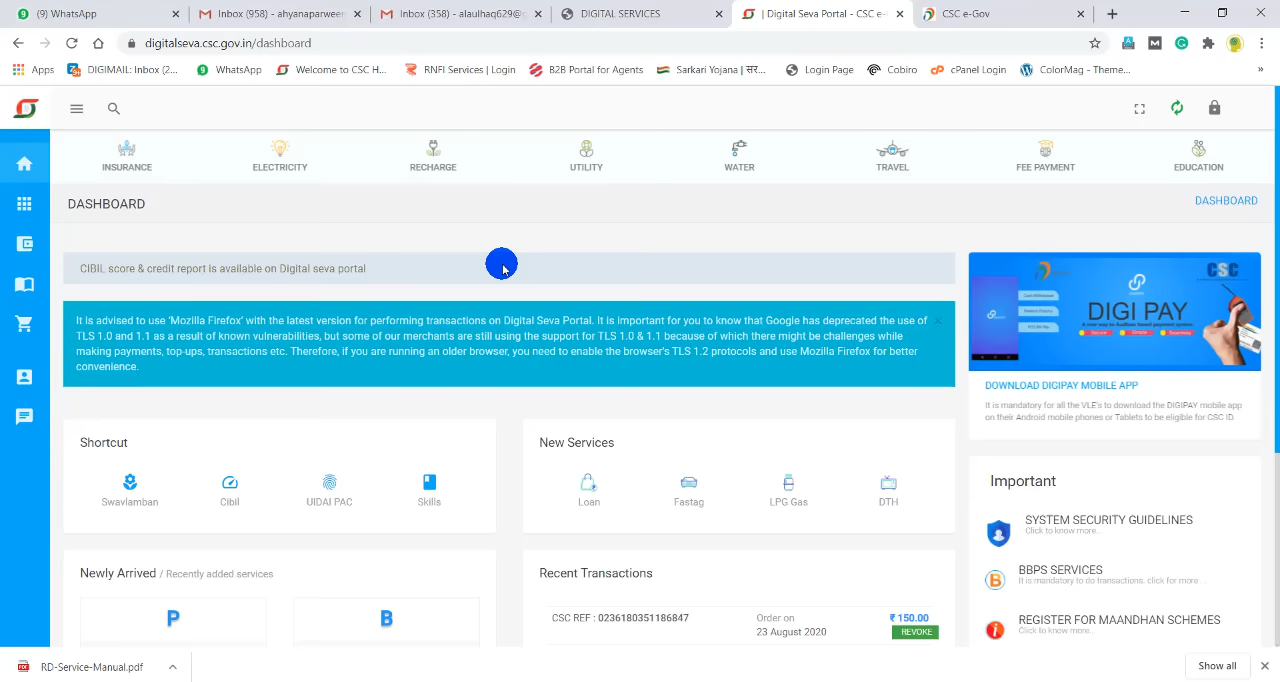 (9) WhatsApp
Inbox (958) - ahyanaparween
Inbox (358) - alaulhaq629@g
DIGITAL SERVICES
| Digital Seva Portal - CSC e-
CSC e-Gov
digitalseva.csc.gov.in/dashboard
Apps
DIGIMAIL: Inbox (2...
WhatsApp
Welcome to CSC H...
RNFI Services | Login
B2B Portal for Agents
Sarkari Yojana | सर...
Login Page
Cobiro
cPanel Login
ColorMag - Theme...
»
INSURANCE
ELECTRICITY
RECHARGE
UTILITY
WATER
TRAVEL
FEE PAYMENT
EDUCATION
DASHBOARD
DASHBOARD
CIBIL score & credit report is available on Digital seva portal
It is advised to use 'Mozilla Firefox' with the latest version for performing transactions on Digital Seva Portal. It is important for you to know that Google has deprecated the use of
TLS 1.0 and 1.1 as a result of known vulnerabilities, but some of our merchants are still using the support for TLS 1.0 & 1.1 because of which there might be challenges while
making payments, top-ups, transactions etc. Therefore, if you are running an older browser, you need to enable the browser's TLS 1.2 protocols and use Mozilla Firefox for better
convenience.
CSC
DIGI PAY
DOWNLOAD DIGIPAY MOBILE APP
It is mandatory for all the VLE's to download the DIGIPAY mobile app
on their Android mobile phones or Tablets to be eligible for CSC ID.
Shortcut
Swavlamban
Cibil
UIDAI PAC
Skills
New Services
Loan
Fastag
LPG Gas
DTH
Important
SYSTEM SECURITY GUIDELINES
Click to know more...
BBPS SERVICES
It is mandatory to do transactions. click for more ...
REGISTER FOR MAANDHAN SCHEMES
Click to know more...
Newly Arrived / Recently added services
P
B
Recent Transactions
CSC REF : 0236180351186847
Order on
23 August 2020
₹ 150.00
REVOKE
RD-Service-Manual.pdf
Show all